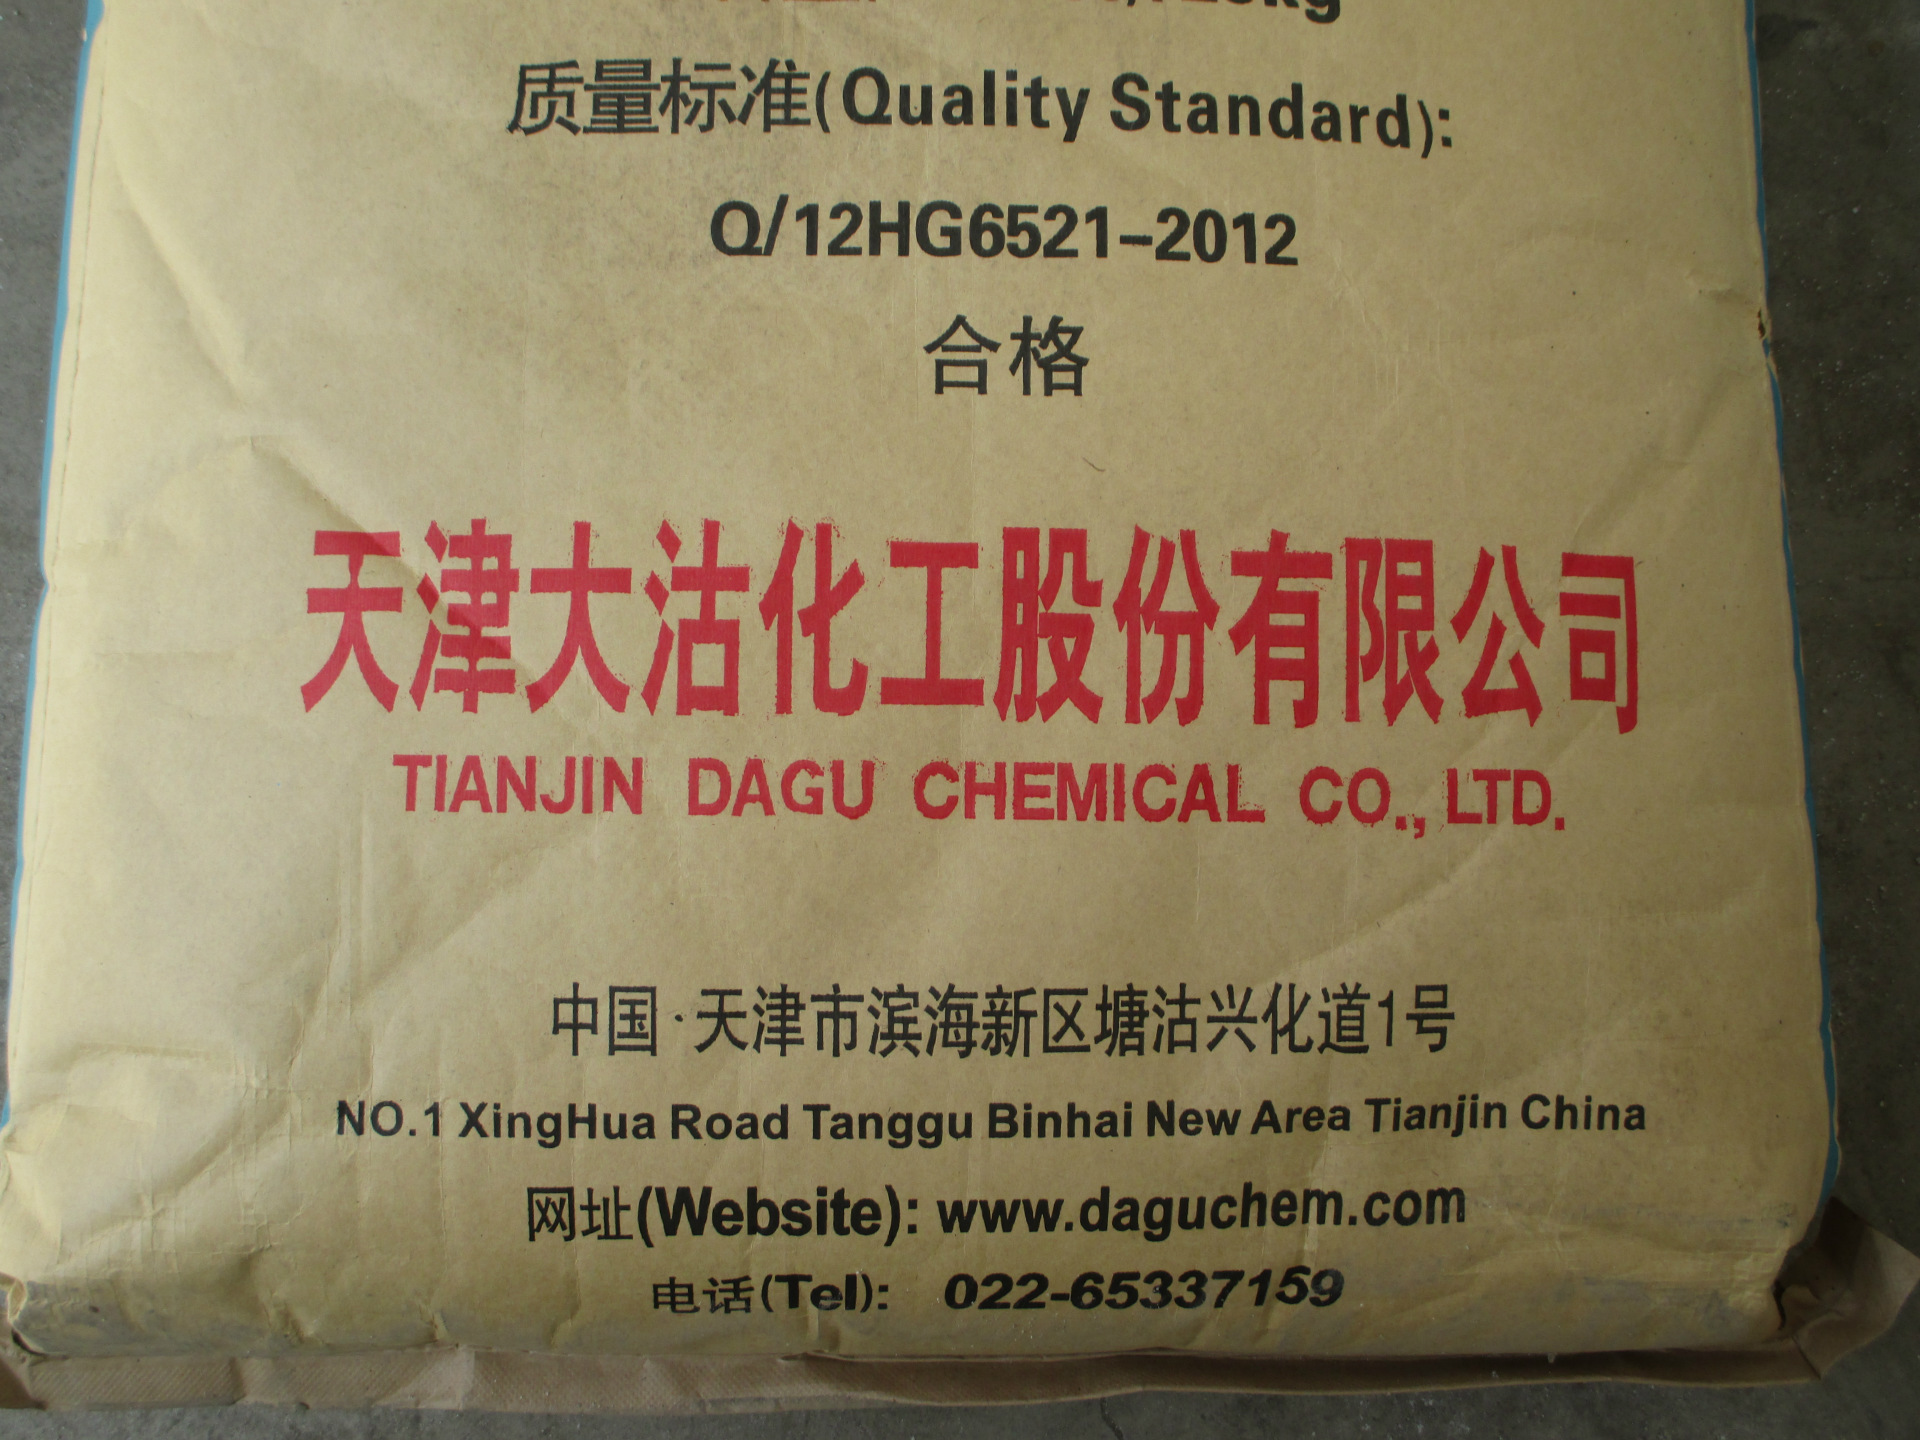 质量标准(Quality Standard):
Q/12HG6521-2012
合格
天津大沽化工股份有限公司
TIANJIN DAGU CHEMICAL CO., LTD.
中国·天津市滨海新区塘沽兴化道1号
NO.1 XingHua Road Tanggu Binhai New Area Tianjin China
网址(Website): www.daguchem.com
电话(Tel): 022-65337159